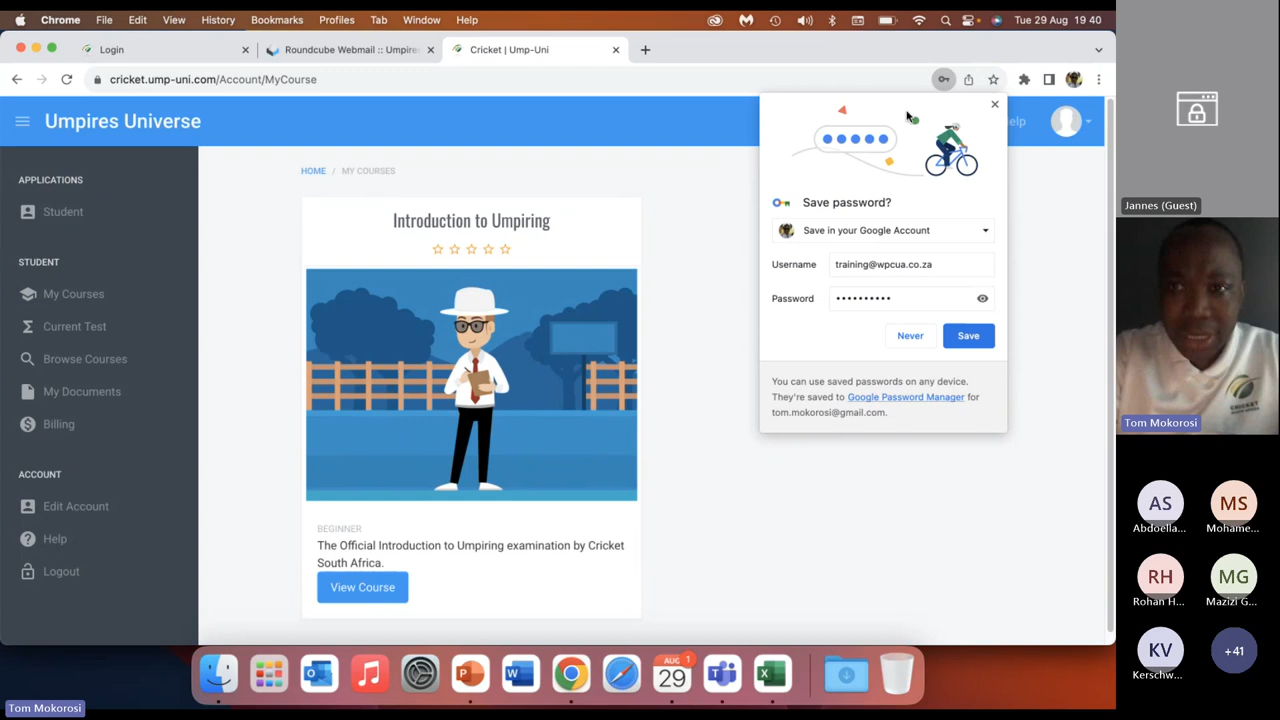 Chrome File Edit View History Bookmarks Profiles Tab Window Help Tue 29 Aug 19 40
Login
Roundcube Webmail :: Umpires
Cricket | Ump-Uni
cricket.ump-uni.com/Account/MyCourse
Umpires Universe
APPLICATIONS
Student
STUDENT
My Courses
Current Test
Browse Courses
My Documents
Billing
ACCOUNT
Edit Account
Help
Logout
HOME / MY COURSES
Introduction to Umpiring
BEGINNER
The Official Introduction to Umpiring examination by Cricket
South Africa.
View Course
Save password?
Save in your Google Account
Username training@wpcua.co.za
Password ••••••••••
Never Save
You can use saved passwords on any device.
They're saved to Google Password Manager for
tom.mokorosi@gmail.com.
elp
AUG 1
29
Jannes (Guest)
CRICKET
Tom Mokorosi
AS
Abdoella...
MS
Mohame...
RH
Rohan H...
MG
Mazizi G...
KV
Kerschw...
+41
Tom Mokorosi